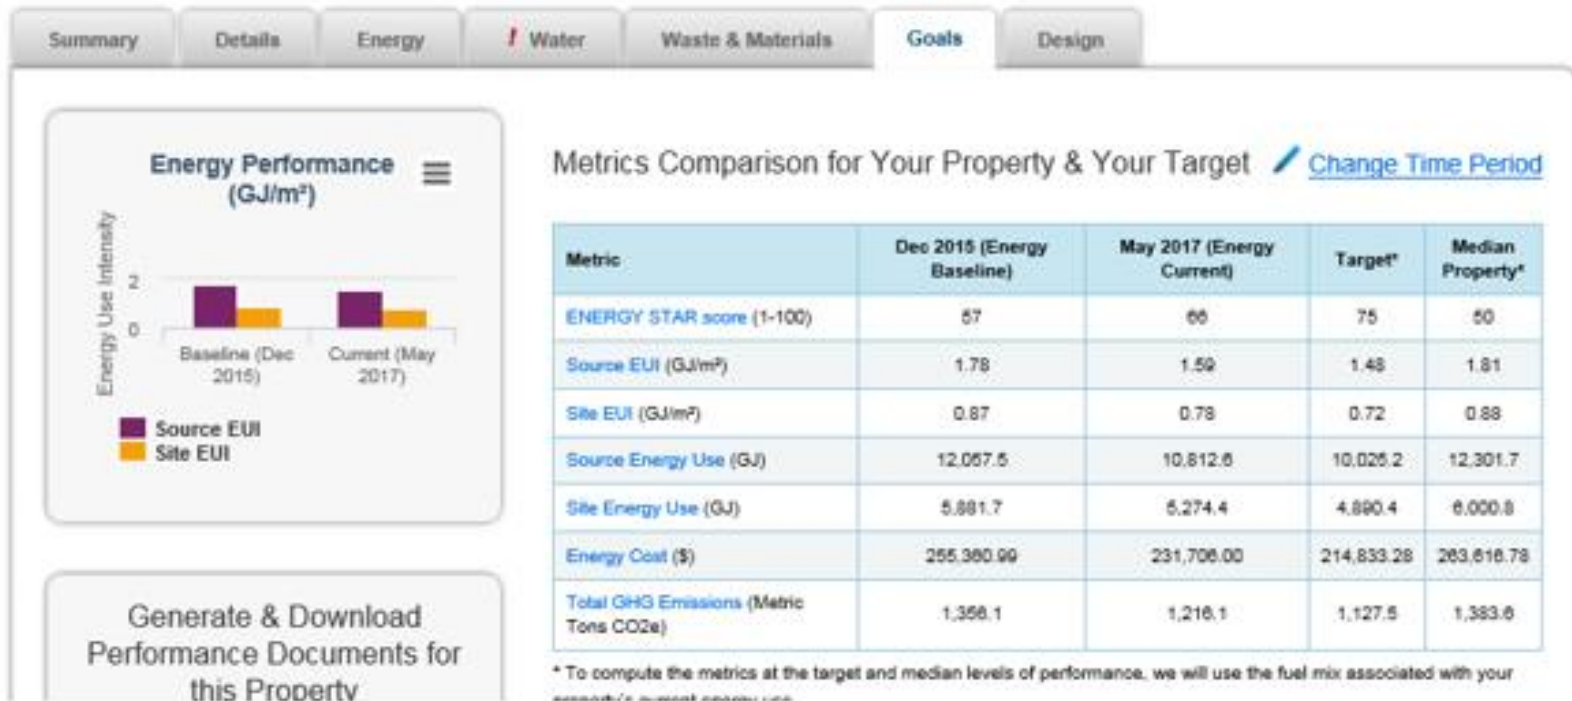 Summary
Details
Energy
! Water
Waste & Materials
Goals
Design
Energy Performance
(GJ/m²)
Energy Use Intensity
2
0
Baseline (Dec
2015)
Current (May
2017)
Source EUI
Site EUI
Generate & Download
Performance Documents for
this Property
Metrics Comparison for Your Property & Your Target Change Time Period
Metric Dec 2015 (Energy Baseline) May 2017 (Energy Current) Target* Median Property*
ENERGY STAR score (1-100) 57 66 75 50
Source EUI (GJ/m²) 1.78 1.59 1.48 1.81
Site EUI (GJ/m²) 0.87 0.78 0.72 0.88
Source Energy Use (GJ) 12,057.5 10,812.6 10,025.2 12,301.7
Site Energy Use (GJ) 5,881.7 5,274.4 4,890.4 6,000.8
Energy Cost ($) 255,360.99 231,706.00 214,833.28 263,616.78
Total GHG Emissions (Metric Tons CO2e) 1,356.1 1,216.1 1,127.5 1,383.6
* To compute the metrics at the target and median levels of performance, we will use the fuel mix associated with your